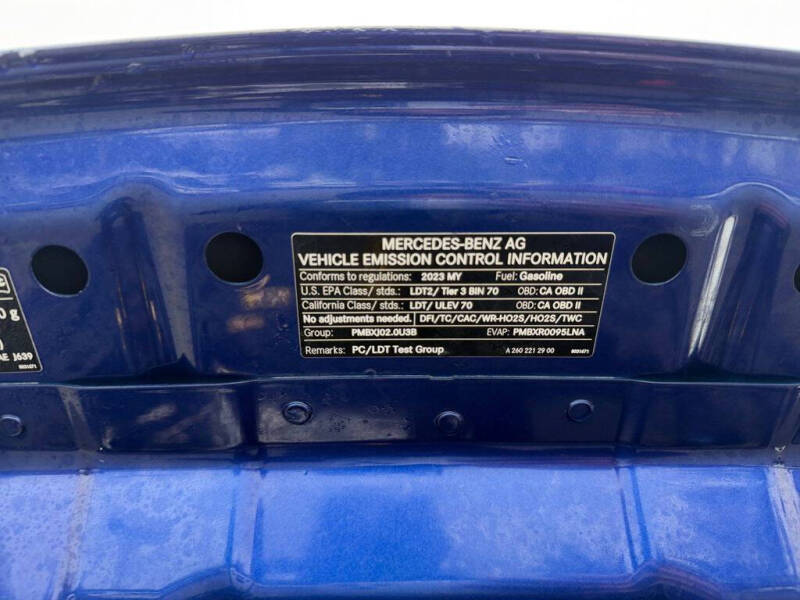 MERCEDES-BENZ AG
VEHICLE EMISSION CONTROL INFORMATION
Conforms to regulations: 2023 MY Fuel: Gasoline
U.S. EPA Class/ stds.: LDT2/ Tier 3 BIN 70 OBD: CA OBD II
California Class/ stds.: LDT/ ULEV 70 OBD: CA OBD II
No adjustments needed. DFI/TC/CAC/WR-HO2S/HO2S/TWC
Group: PMBXJ02.0U3B EVAP: PMBXR0095LNA
Remarks: PC/LDT Test Group A 260 221 29 00
0 g
)
AE J639